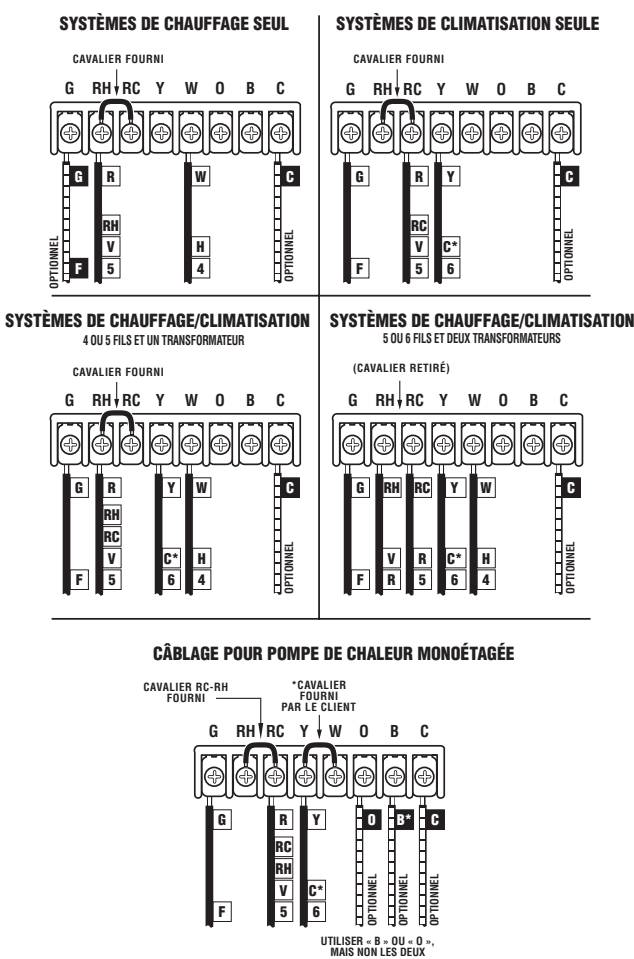 SYSTÈMES DE CHAUFFAGE SEUL
CAVALIER FOURNI
G RH RC Y W O B C
G R W C
RH
V H
F 5 4
OPTIONNEL
OPTIONNEL
SYSTÈMES DE CLIMATISATION SEULE
CAVALIER FOURNI
G RH RC Y W O B C
G R Y C
RC
V C*
F 5 6
OPTIONNEL
SYSTÈMES DE CHAUFFAGE/CLIMATISATION
4 OU 5 FILS ET UN TRANSFORMATEUR
CAVALIER FOURNI
G RH RC Y W O B C
G R Y W C
RH
RC
V C* H
F 5 6 4
OPTIONNEL
SYSTÈMES DE CHAUFFAGE/CLIMATISATION
5 OU 6 FILS ET DEUX TRANSFORMATEURS
(CAVALIER RETIRÉ)
G RH RC Y W O B C
G RH RC Y W C
V R C* H
F R 5 6 4
OPTIONNEL
CÂBLAGE POUR POMPE DE CHALEUR MONOÉTAGÉE
CAVALIER RC-RH
FOURNI
*CAVALIER
FOURNI
PAR LE CLIENT
G RH RC Y W O B C
G R Y O B* C
RC
RH
V C*
F 5 6
OPTIONNEL
OPTIONNEL
OPTIONNEL
UTILISER « B » OU « O »,
MAIS NON LES DEUX